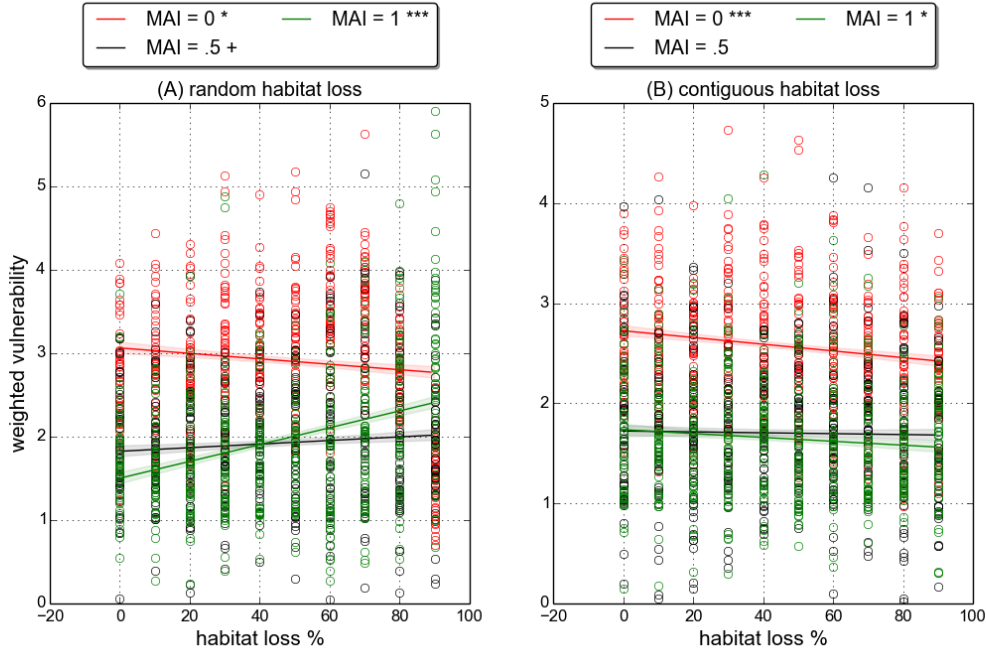 MAI = 0 * MAI = 1 ***
MAI = .5 +
MAI = 0 *** MAI = 1 *
MAI = .5
(A) random habitat loss
(B) contiguous habitat loss
weighted vulnerability
6
5
4
3
2
1
0
−20 0 20 40 60 80 100
habitat loss %
5
4
3
2
1
0
−20 0 20 40 60 80 100
habitat loss %